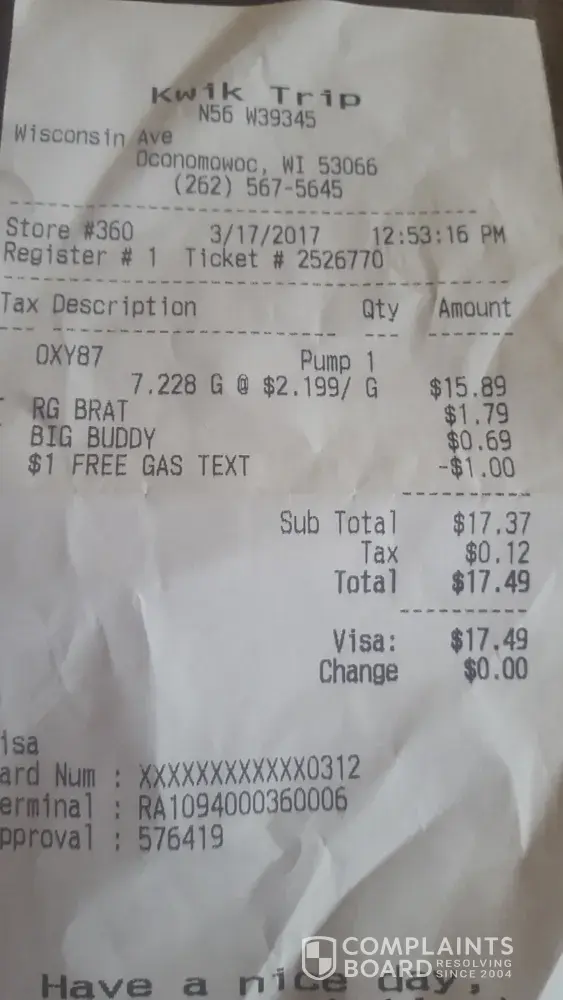 Kwik Trip
N56 W39345
Wisconsin Ave
Oconomowoc, WI 53066
(262) 567-5645
Store #360 3/17/2017 12:53:16 PM
Register # 1 Ticket # 2526770
Tax Description Qty Amount
OXY87 Pump 1
7.228 G @ $2.199/ G $15.89
RG BRAT $1.79
BIG BUDDY $0.69
$1 FREE GAS TEXT -$1.00
Sub Total $17.37
Tax $0.12
Total $17.49
Visa: $17.49
Change $0.00
isa
ard Num : XXXXXXXXXXXX0312
erminal : RA1094000360006
pproval : 576419
Have a nice day,
COMPLAINTS
BOARD RESOLVING
SINCE 2004